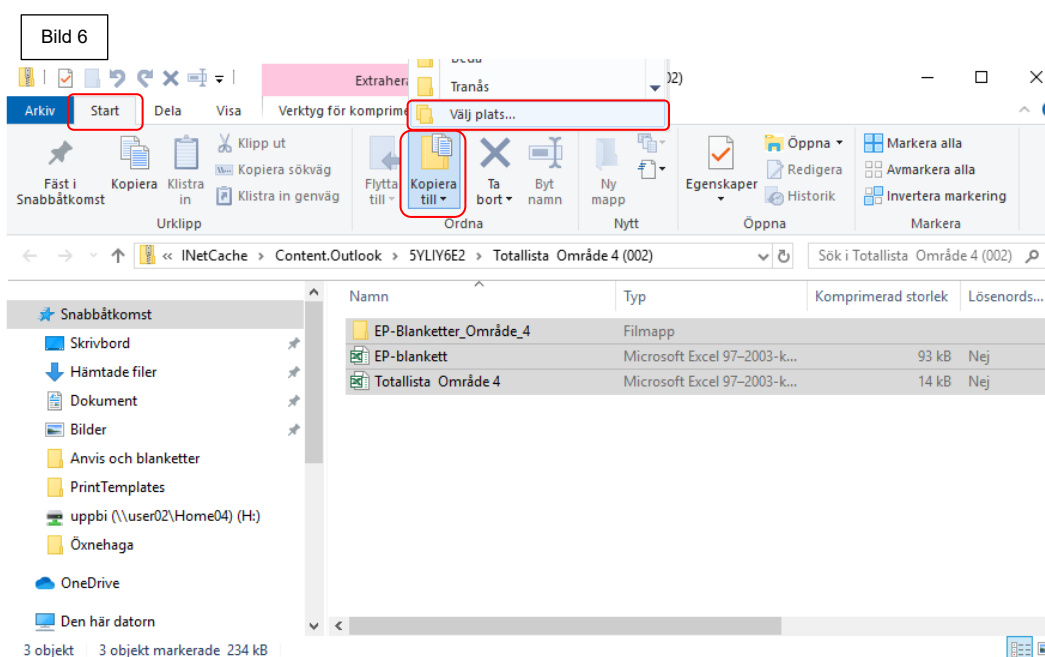 Bild 6
Extrahera
Tranås
Välj plats...
02)
Arkiv Start Dela Visa Verktyg för komprime
Fäst i Snabbåtkomst
Kopiera
Klistra in
Klipp ut
Kopiera sökväg
Klistra in genväg
Flytta till
Kopiera till
Ta bort
Byt namn
Ny mapp
Egenskaper
Öppna
Redigera
Historik
Markera alla
Avmarkera alla
Invertera markering
Urklipp Ordna Nytt Öppna Markera
« INetCache › Content.Outlook › 5YLIY6E2 › Totallista Område 4 (002)
Sök i Totallista Område 4 (002)
Namn Typ Komprimerad storlek Lösenords...
EP-Blanketter_Område_4 Filmapp
EP-blankett Microsoft Excel 97–2003-k... 93 kB Nej
Totallista Område 4 Microsoft Excel 97–2003-k... 14 kB Nej
Snabbåtkomst
Skrivbord
Hämtade filer
Dokument
Bilder
Anvis och blanketter
PrintTemplates
uppbi (\\user02\Home04) (H:)
Öxnehaga
OneDrive
Den här datorn
3 objekt 3 objekt markerade 234 kB